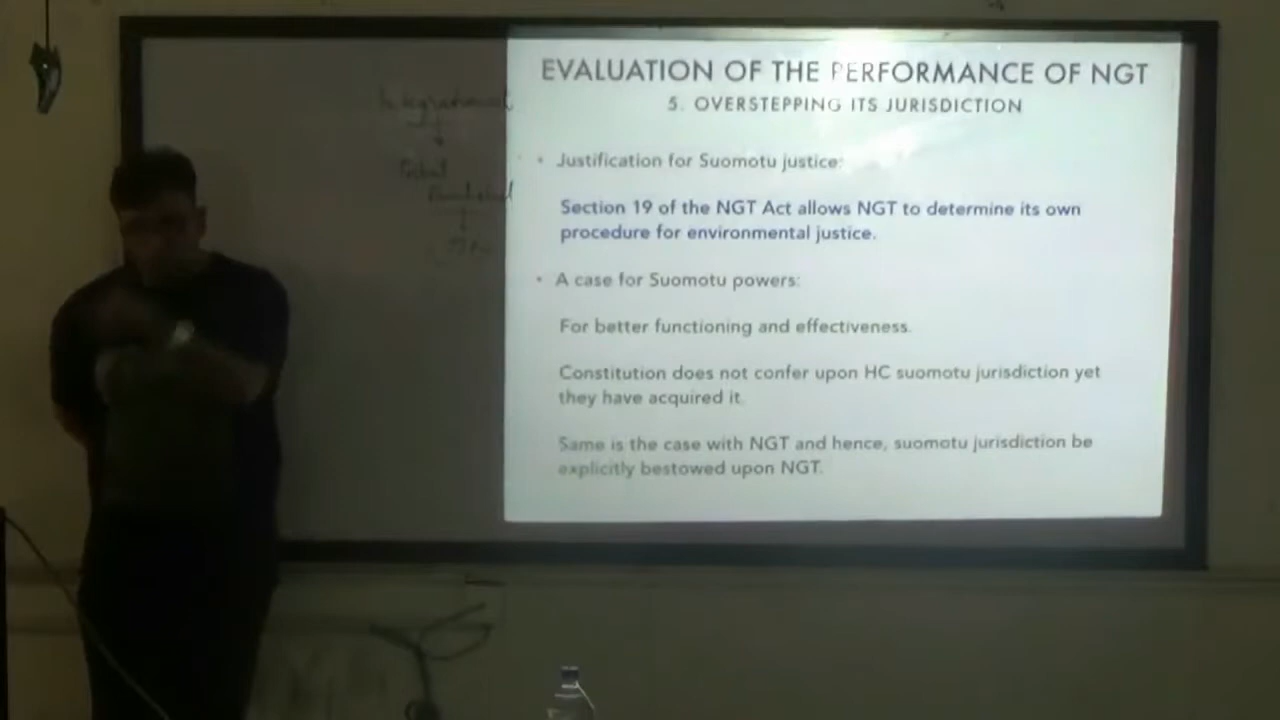 EVALUATION OF THE PERFORMANCE OF NGT
5. OVERSTEPPING ITS JURISDICTION
• Justification for Suomotu justice:
Section 19 of the NGT Act allows NGT to determine its own
procedure for environmental justice.
• A case for Suomotu powers:
For better functioning and effectiveness.
Constitution does not confer upon HC suomotu jurisdiction yet
they have acquired it.
Same is the case with NGT and hence, suomotu jurisdiction be
explicitly bestowed upon NGT.